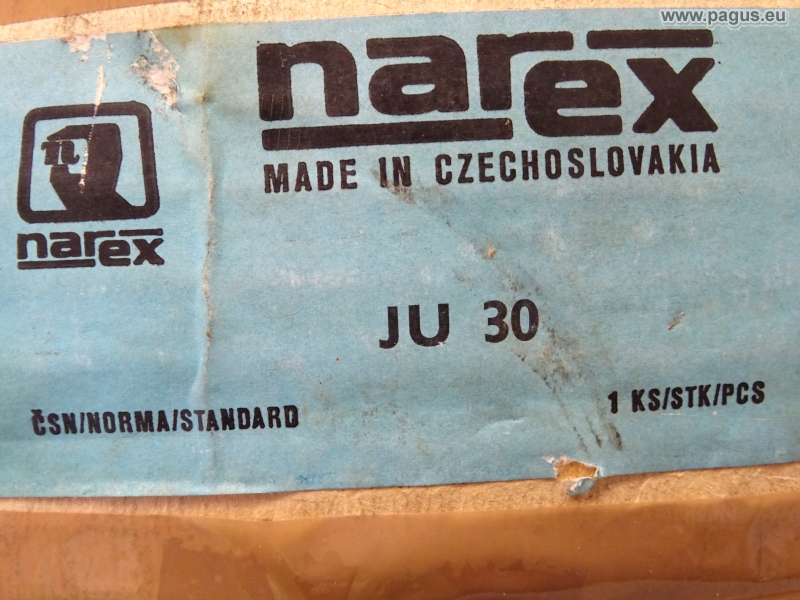 www.pagus.eu
narex
MADE IN CZECHOSLOVAKIA
n
narex
JU 30
ČSN/NORMA/STANDARD
1 KS/STK/PCS